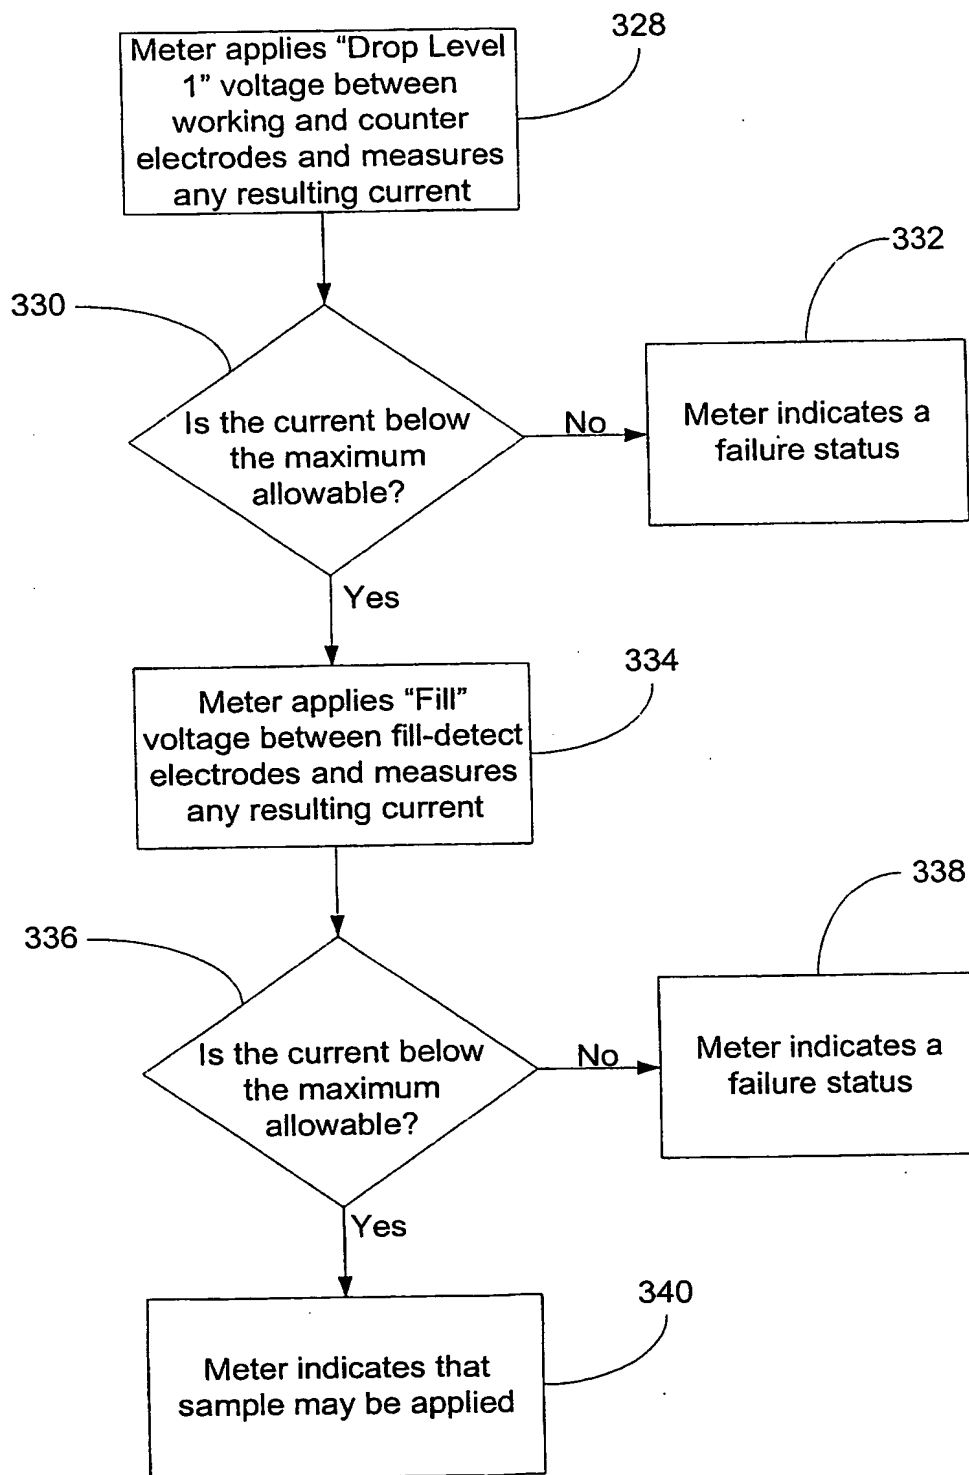 328
Meter applies “Drop Level
1” voltage between
working and counter
electrodes and measures
any resulting current
332
330
Is the current below
the maximum
allowable?
No
Meter indicates a
failure status
Yes
334
Meter applies “Fill”
voltage between fill-detect
electrodes and measures
any resulting current
338
336
Is the current below
the maximum
allowable?
No
Meter indicates a
failure status
Yes
340
Meter indicates that
sample may be applied